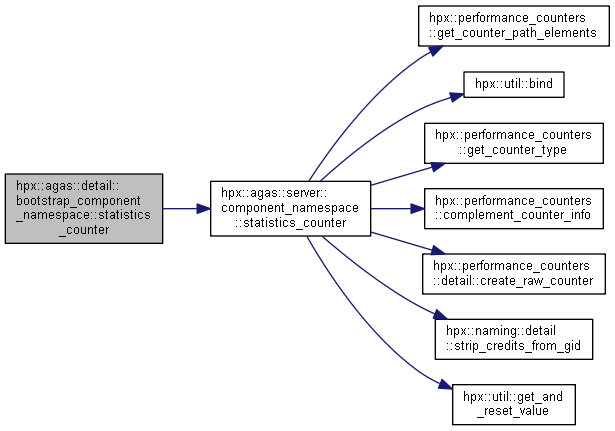 hpx::agas::detail::
bootstrap_component
_namespace::statistics
_counter
hpx::agas::server::
component_namespace
::statistics_counter
hpx::performance_counters
::get_counter_path_elements
hpx::util::bind
hpx::performance_counters
::get_counter_type
hpx::performance_counters
::complement_counter_info
hpx::performance_counters
::detail::create_raw_counter
hpx::naming::detail
::strip_credits_from_gid
hpx::util::get_and
_reset_value